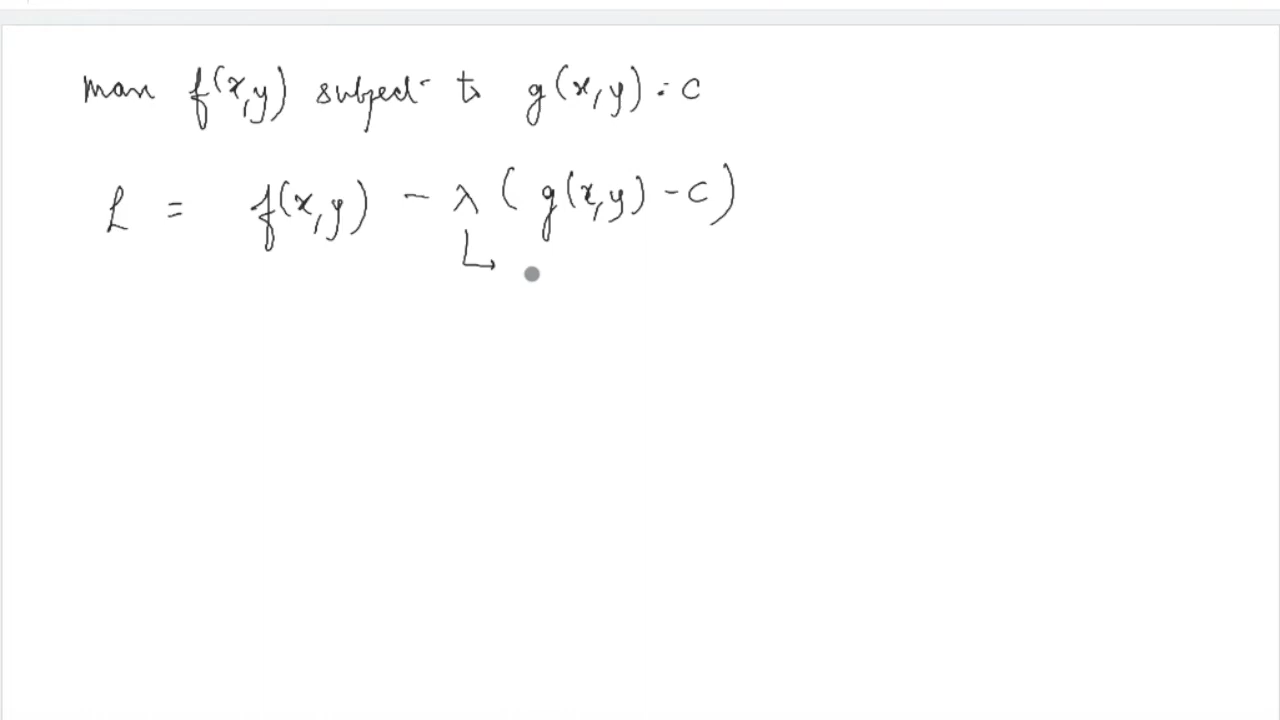 max f(x,y) subject to g(x,y) = c
L = f(x,y) - λ ( g(x,y) - c )
↳